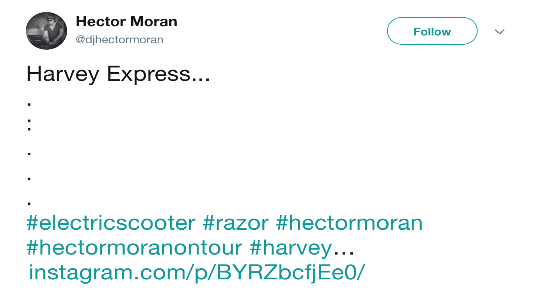 Hector Moran
@djhectormoran
Follow
Harvey Express...
.
:
.
.
.
#electricscooter #razor #hectormoran
#hectormoranontour #harvey…
instagram.com/p/BYRZbcfjEe0/